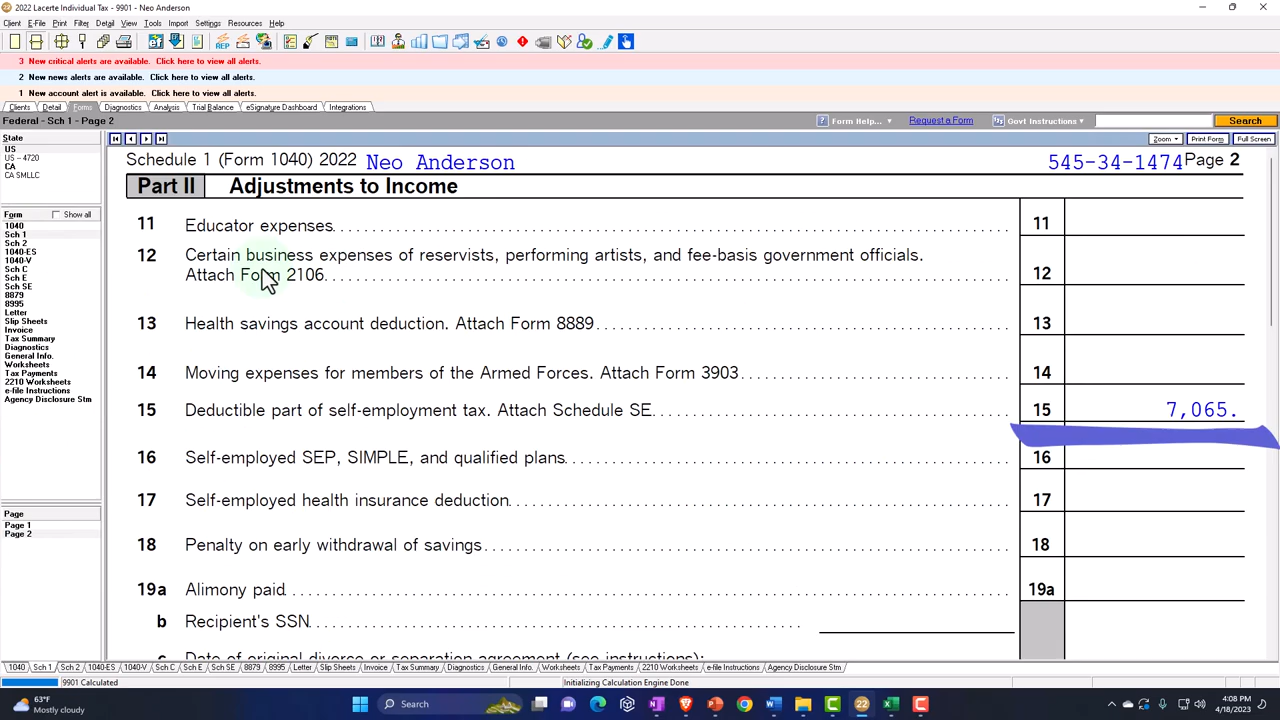 2022 Lacerte Individual Tax - 9901 - Neo Anderson
Client E-File Print Filter Detail View Tools Import Settings Resources Help
3 New critical alerts are available. Click here to view all alerts.
2 New news alerts are available. Click here to view all alerts.
1 New account alert is available. Click here to view all alerts.
Clients Detail Forms Diagnostics Analysis Trial Balance eSignature Dashboard Integrations
Federal - Sch 1 - Page 2 Form Help... Request a Form Govt Instructions Search
Zoom Print Form Full Screen
State
US
US - 4720
CA
CA SMLLC
Form Show all
1040
Sch 1
Sch 2
1040-ES
1040-V
Sch C
Sch E
Sch SE
8879
8995
Letter
Slip Sheets
Invoice
Tax Summary
Diagnostics
General Info.
Worksheets
Tax Payments
2210 Worksheets
e-file Instructions
Agency Disclosure Stm
Page
Page 1
Page 2
Schedule 1 (Form 1040) 2022 Neo Anderson 545-34-1474 Page 2
Part II Adjustments to Income
11 Educator expenses 11
12 Certain business expenses of reservists, performing artists, and fee-basis government officials.
Attach Form 2106 12
13 Health savings account deduction. Attach Form 8889 13
14 Moving expenses for members of the Armed Forces. Attach Form 3903 14
15 Deductible part of self-employment tax. Attach Schedule SE 15 7,065.
16 Self-employed SEP, SIMPLE, and qualified plans 16
17 Self-employed health insurance deduction 17
18 Penalty on early withdrawal of savings 18
19a Alimony paid 19a
b Recipient's SSN
c Date of original divorce or separation agreement (see instructions):
1040 Sch 1 Sch 2 1040-ES 1040-V Sch C Sch E Sch SE 8879 8995 Letter Slip Sheets Invoice Tax Summary Diagnostics General Info. Worksheets Tax Payments 2210 Worksheets e-file Instructions Agency Disclosure Stm
9901 Calculated Initializing Calculation Engine Done
63°F
Mostly cloudy
Search
22
4:08 PM
4/18/2023